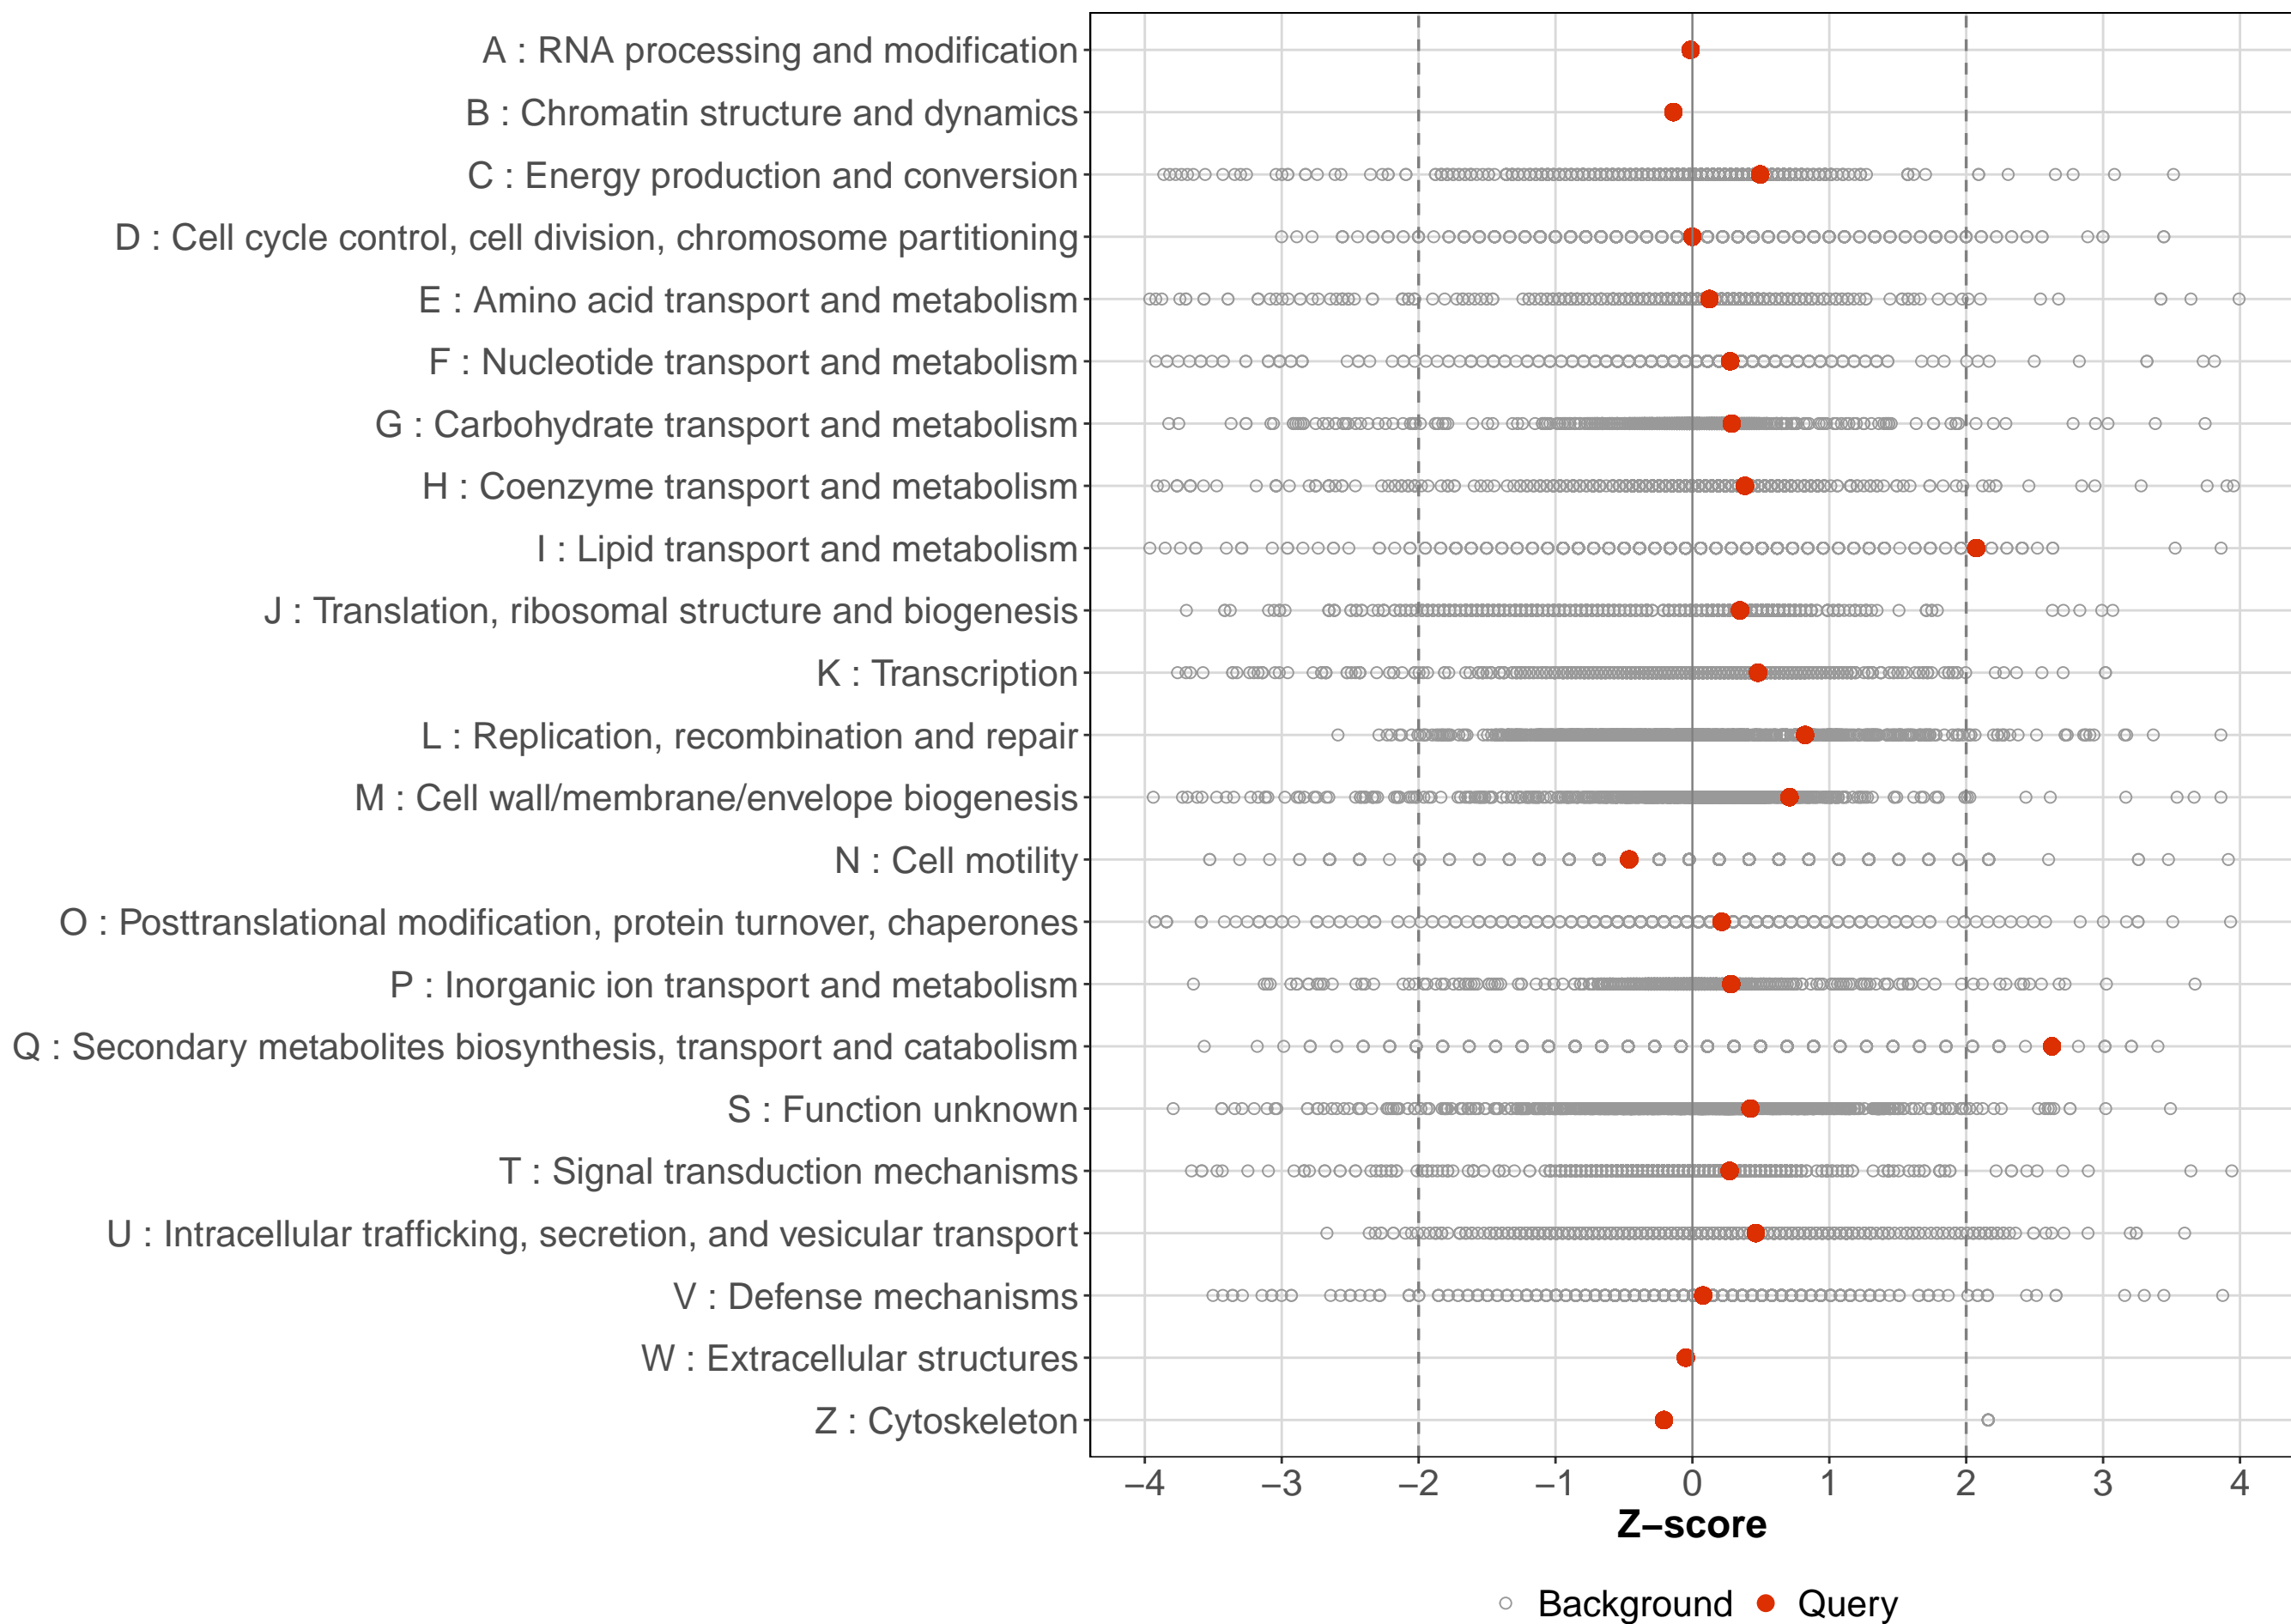 A : RNA processing and modification
B : Chromatin structure and dynamics
C : Energy production and conversion
D : Cell cycle control, cell division, chromosome partitioning
E : Amino acid transport and metabolism
F : Nucleotide transport and metabolism
G : Carbohydrate transport and metabolism
H : Coenzyme transport and metabolism
I : Lipid transport and metabolism
J : Translation, ribosomal structure and biogenesis
K : Transcription
L : Replication, recombination and repair
M : Cell wall/membrane/envelope biogenesis
N : Cell motility
O : Posttranslational modification, protein turnover, chaperones
P : Inorganic ion transport and metabolism
Q : Secondary metabolites biosynthesis, transport and catabolism
S : Function unknown
T : Signal transduction mechanisms
U : Intracellular trafficking, secretion, and vesicular transport
V : Defense mechanisms
W : Extracellular structures
Z : Cytoskeleton
−4 −3 −2 −1 0 1 2 3 4
Z−score
Background Query